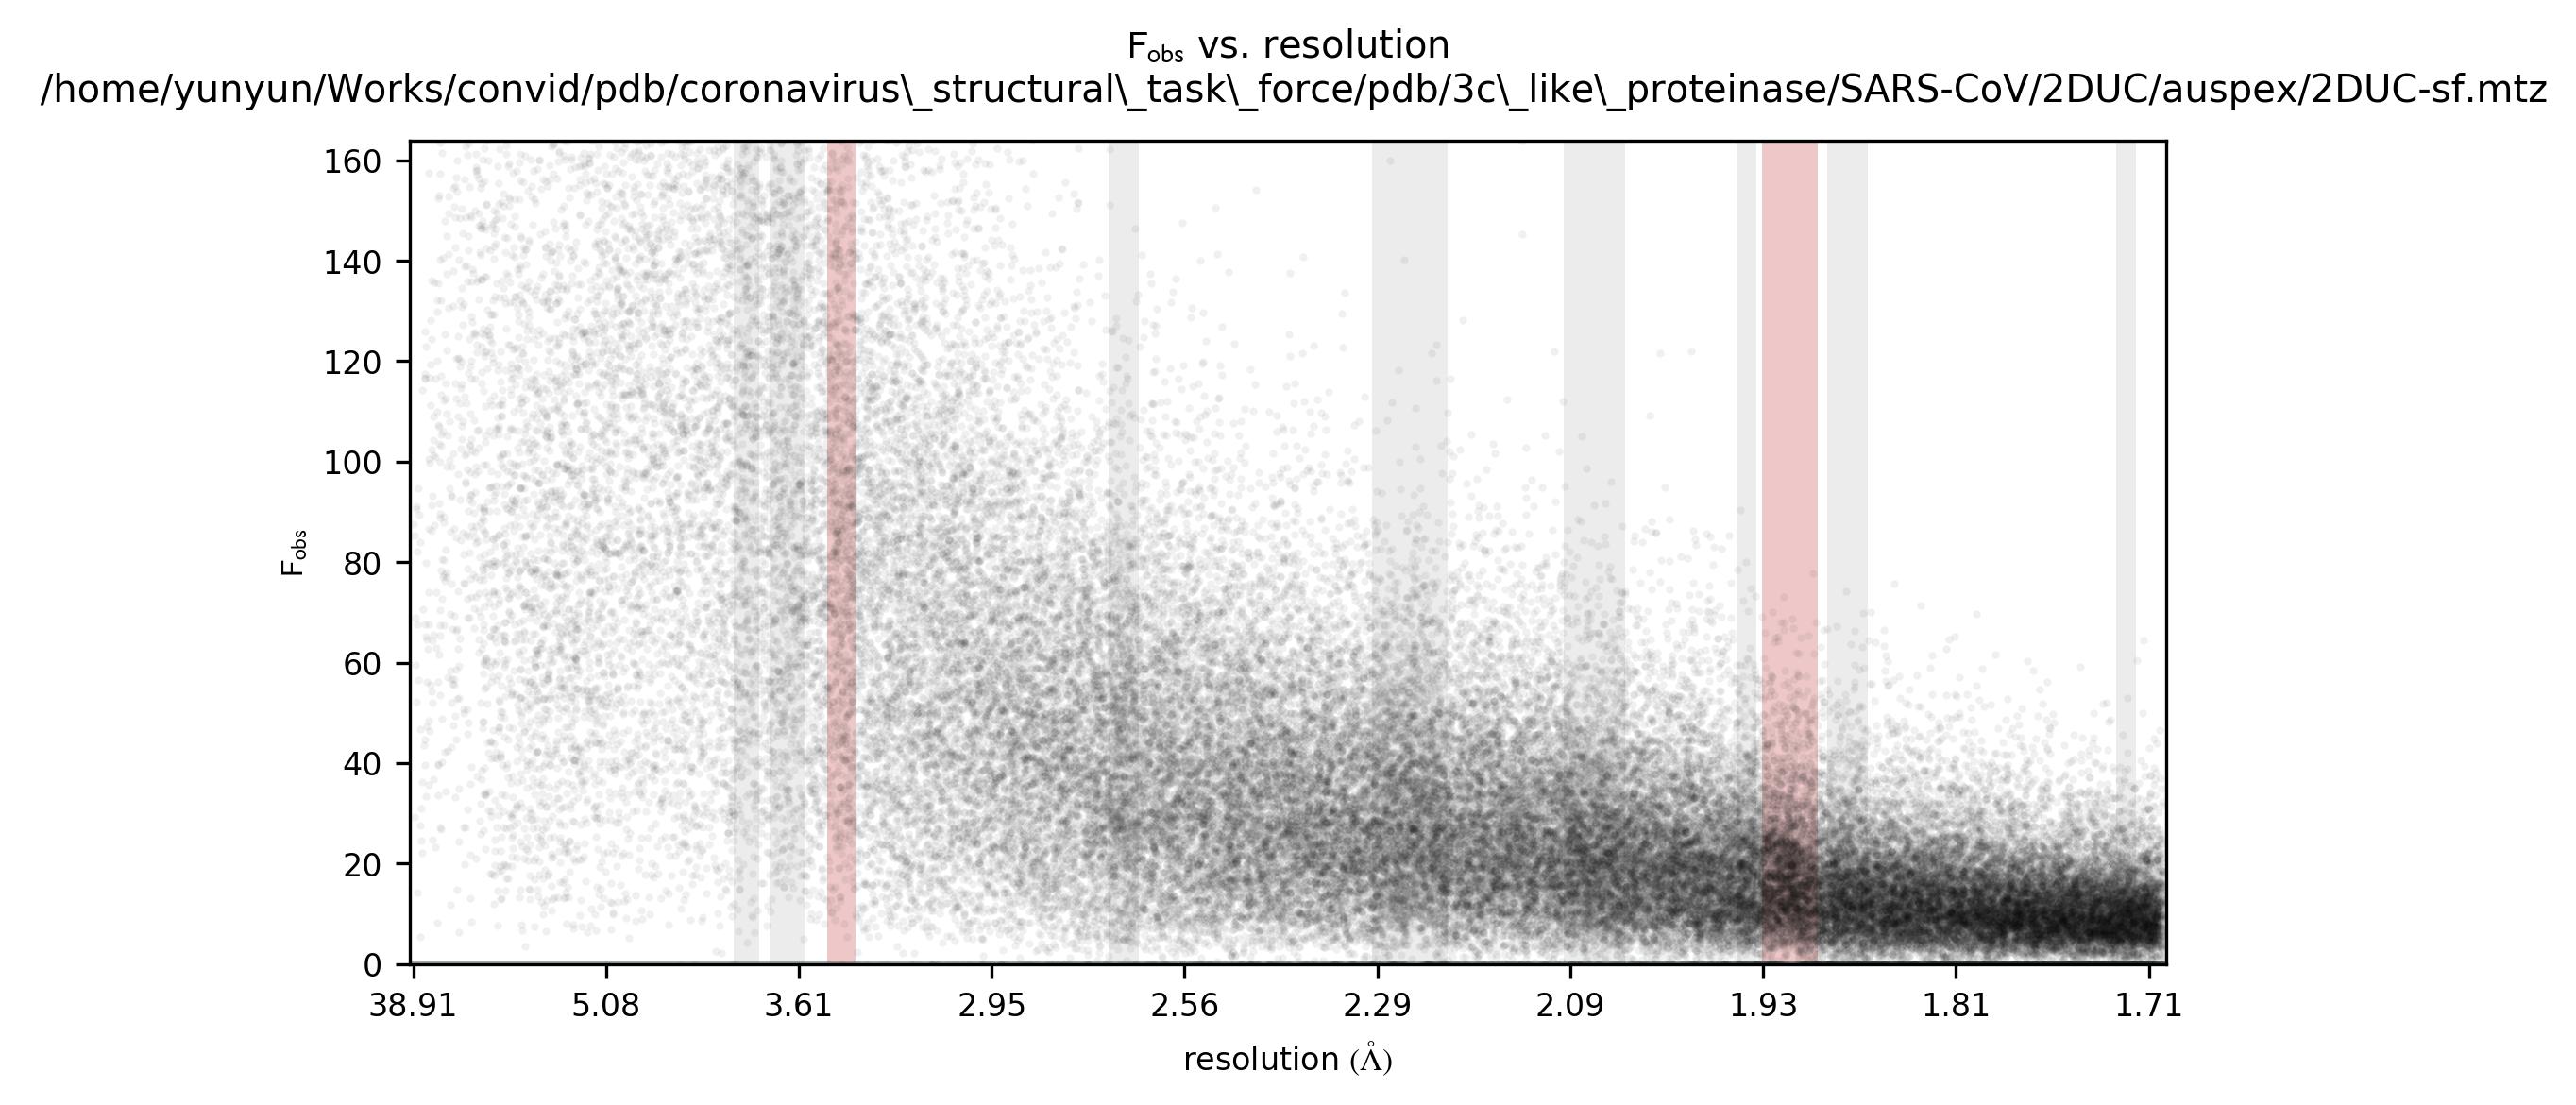 Fobs vs. resolution
/home/yunyun/Works/convid/pdb/coronavirus\_structural\_task\_force/pdb/3c\_like\_proteinase/SARS-CoV/2DUC/auspex/2DUC-sf.mtz
160
140
120
100
80
60
40
20
0
Fobs
38.91 5.08 3.61 2.95 2.56 2.29 2.09 1.93 1.81 1.71
resolution (Å)